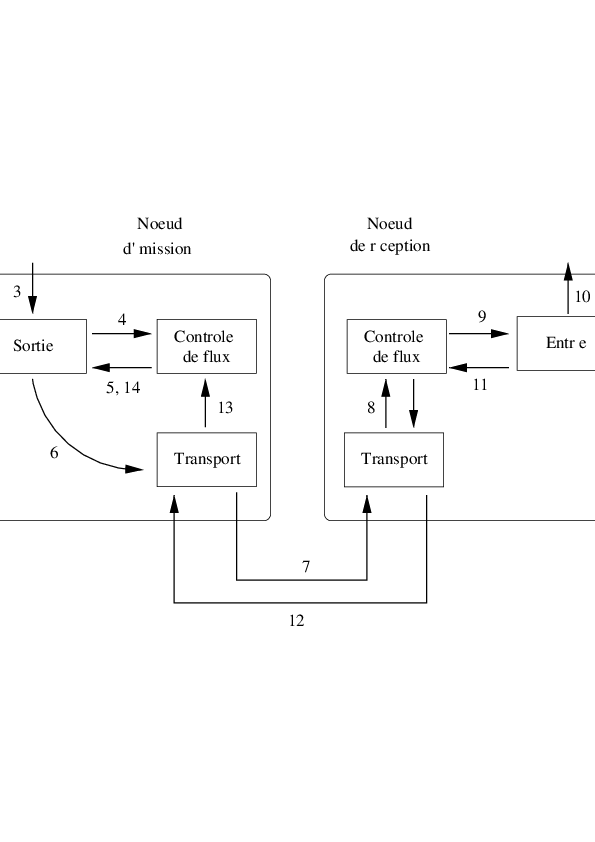 Noeud
d' mission
Noeud
de r ception
3
4
Sortie
Controle
de flux
5, 14
13
6
Transport
10
9
Controle
de flux
Entr e
11
8
Transport
7
12